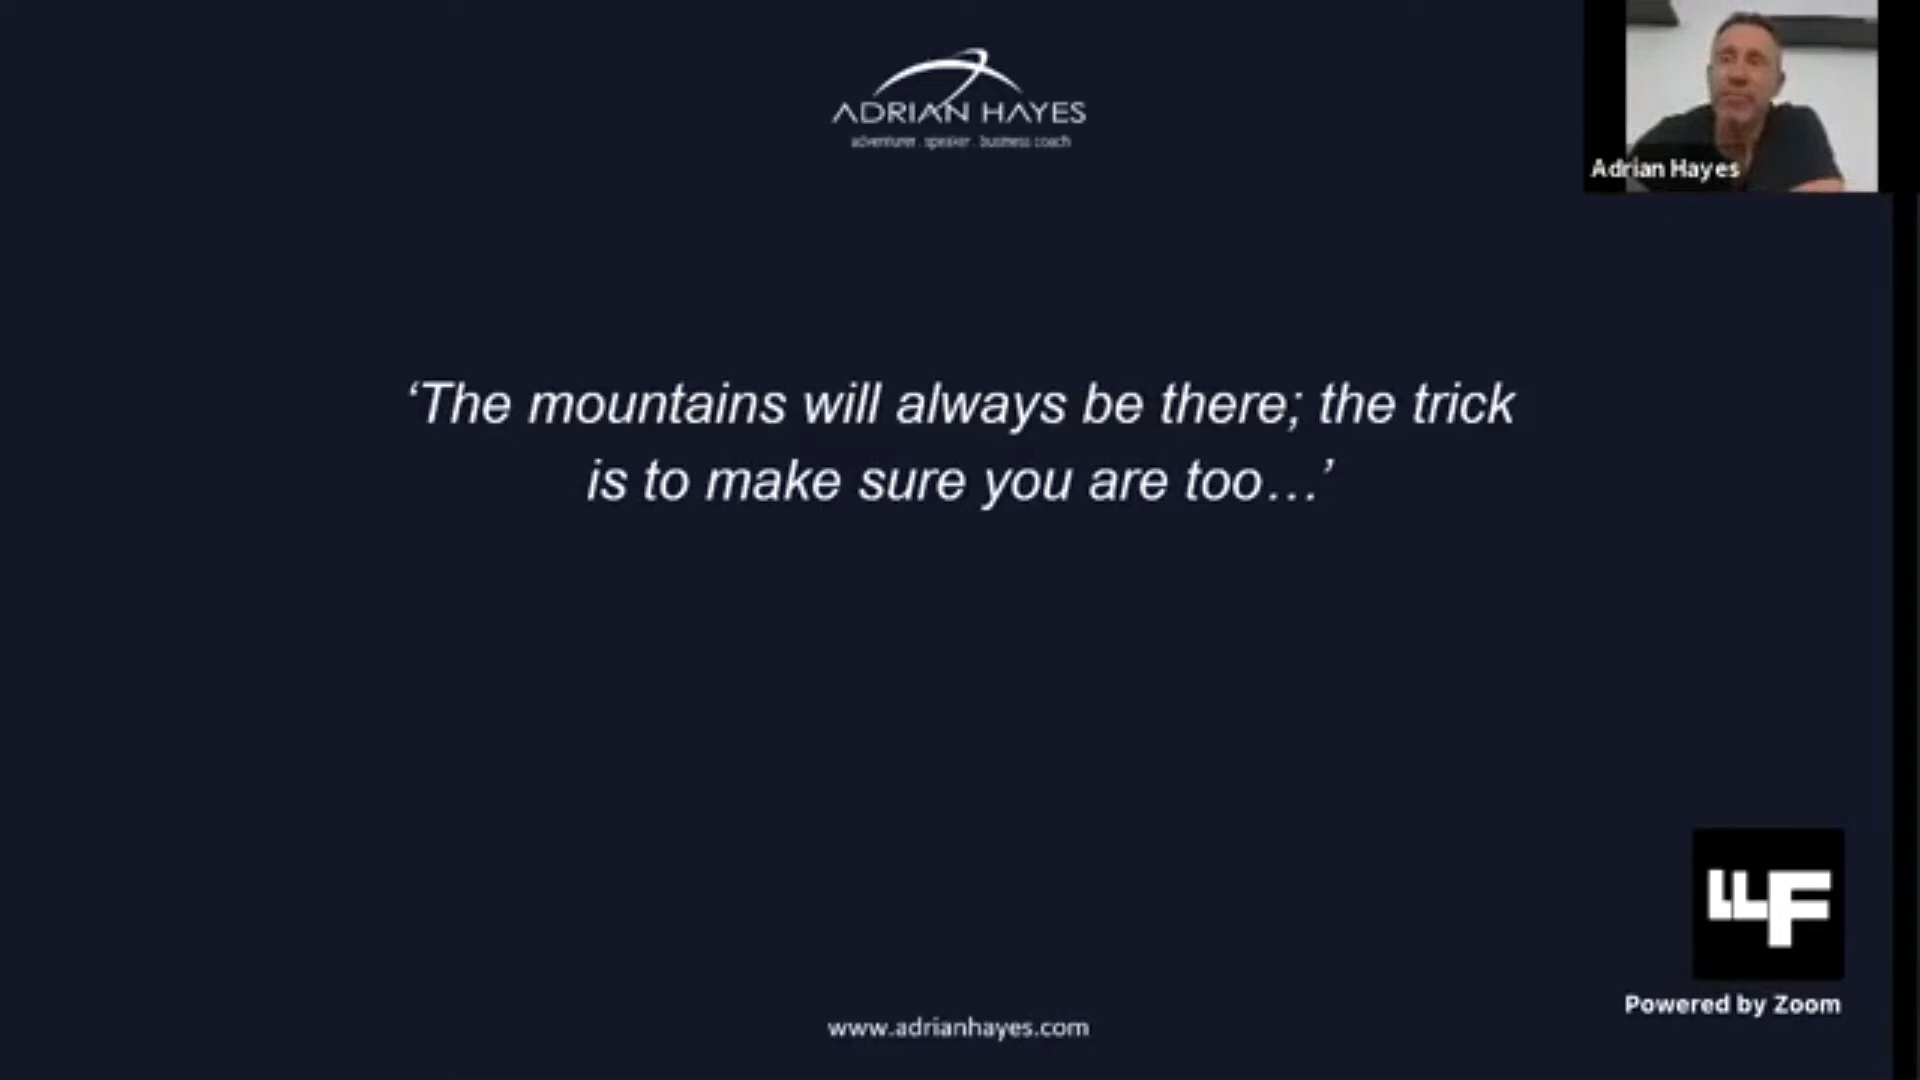 ADRIAN HAYES
adventurer . speaker . business coach
Adrian Hayes
‘The mountains will always be there; the trick
is to make sure you are too…’
LLF
Powered by Zoom
www.adrianhayes.com